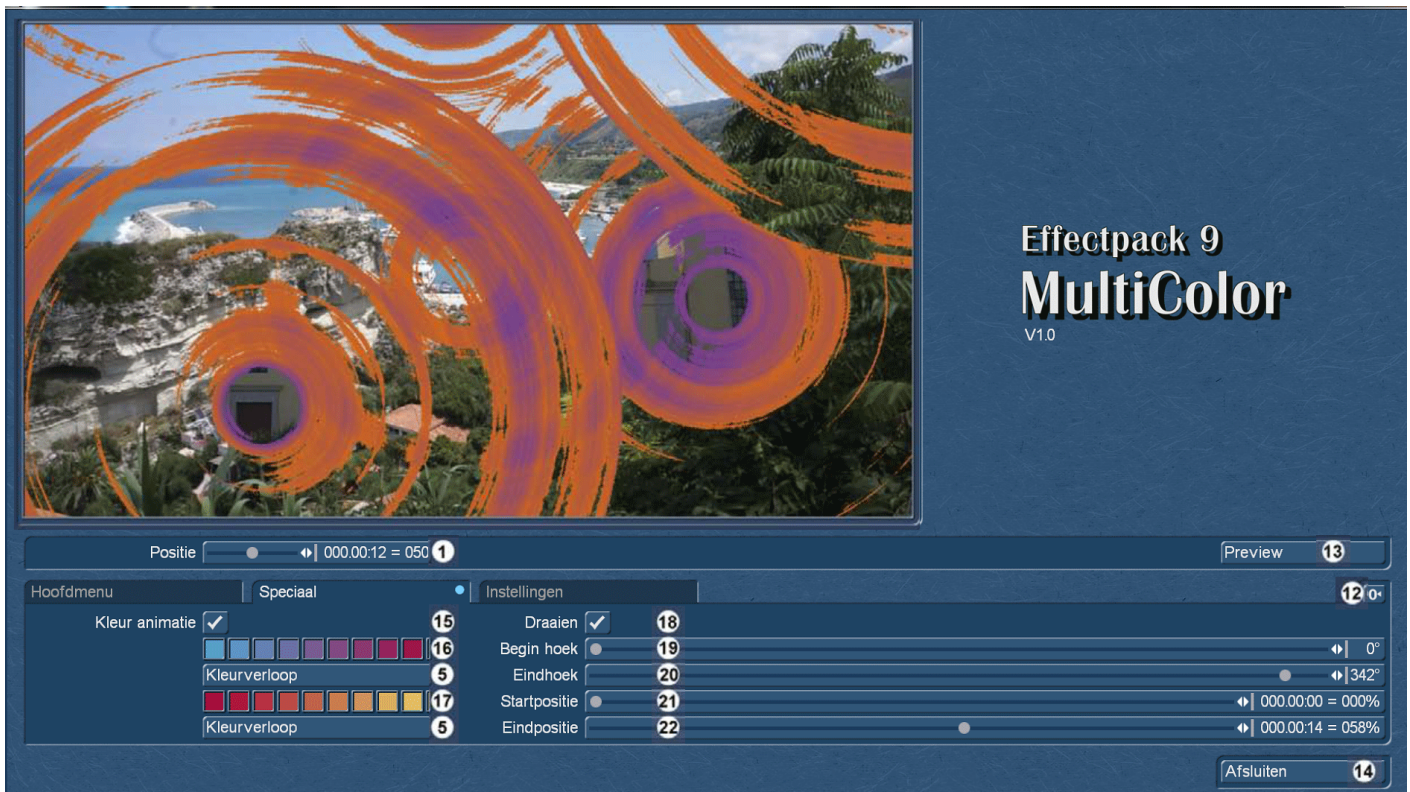 Effectpack 9
MultiColor
V1.0
Positie 000.00:12 = 050 1
Preview 13
Hoofdmenu Speciaal Instellingen 12 0
Kleur animatie 15 Draaien 18
16 Begin hoek 19 0°
Kleurverloop 5 Eindhoek 20 342°
17 Startpositie 21 000.00:00 = 000%
Kleurverloop 5 Eindpositie 22 000.00:14 = 058%
Afsluiten 14